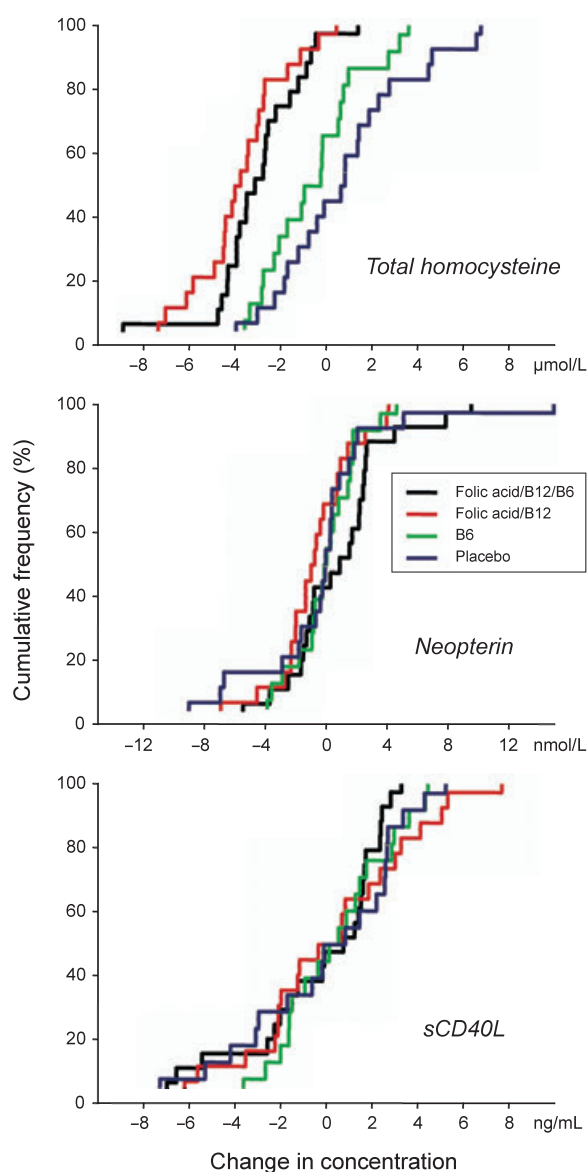 100
80
60
40
20
0
Total homocysteine
−8 −6 −4 −2 0 2 4 6 8 μmol/L
Cumulative frequency (%)
100
80
60
40
20
0
Folic acid/B12/B6
Folic acid/B12
B6
Placebo
Neopterin
−12 −8 −4 0 4 8 12 nmol/L
100
80
60
40
20
0
sCD40L
−8 −6 −4 −2 0 2 4 6 8 ng/mL
Change in concentration